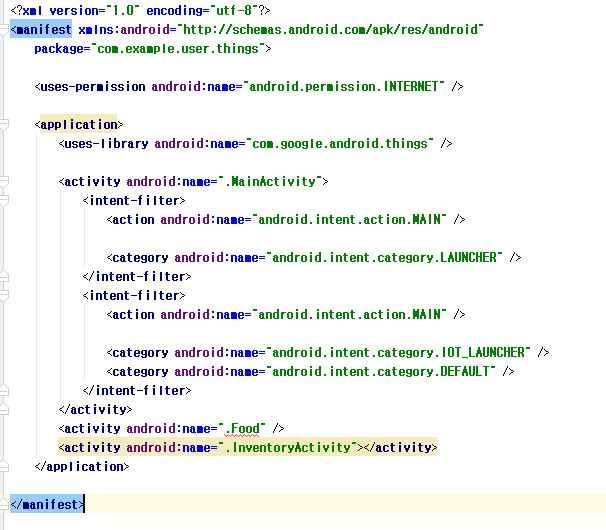 <?xml version="1.0" encoding="utf-8"?>
<manifest xmlns:android="http://schemas.android.com/apk/res/android"
    package="com.example.user.things">

    <uses-permission android:name="android.permission.INTERNET" />

    <application>
        <uses-library android:name="com.google.android.things" />

        <activity android:name=".MainActivity">
            <intent-filter>
                <action android:name="android.intent.action.MAIN" />

                <category android:name="android.intent.category.LAUNCHER" />
            </intent-filter>
            <intent-filter>
                <action android:name="android.intent.action.MAIN" />

                <category android:name="android.intent.category.IOT_LAUNCHER" />
                <category android:name="android.intent.category.DEFAULT" />
            </intent-filter>
        </activity>
        <activity android:name=".Food" />
        <activity android:name=".InventoryActivity"></activity>
    </application>

</manifest>